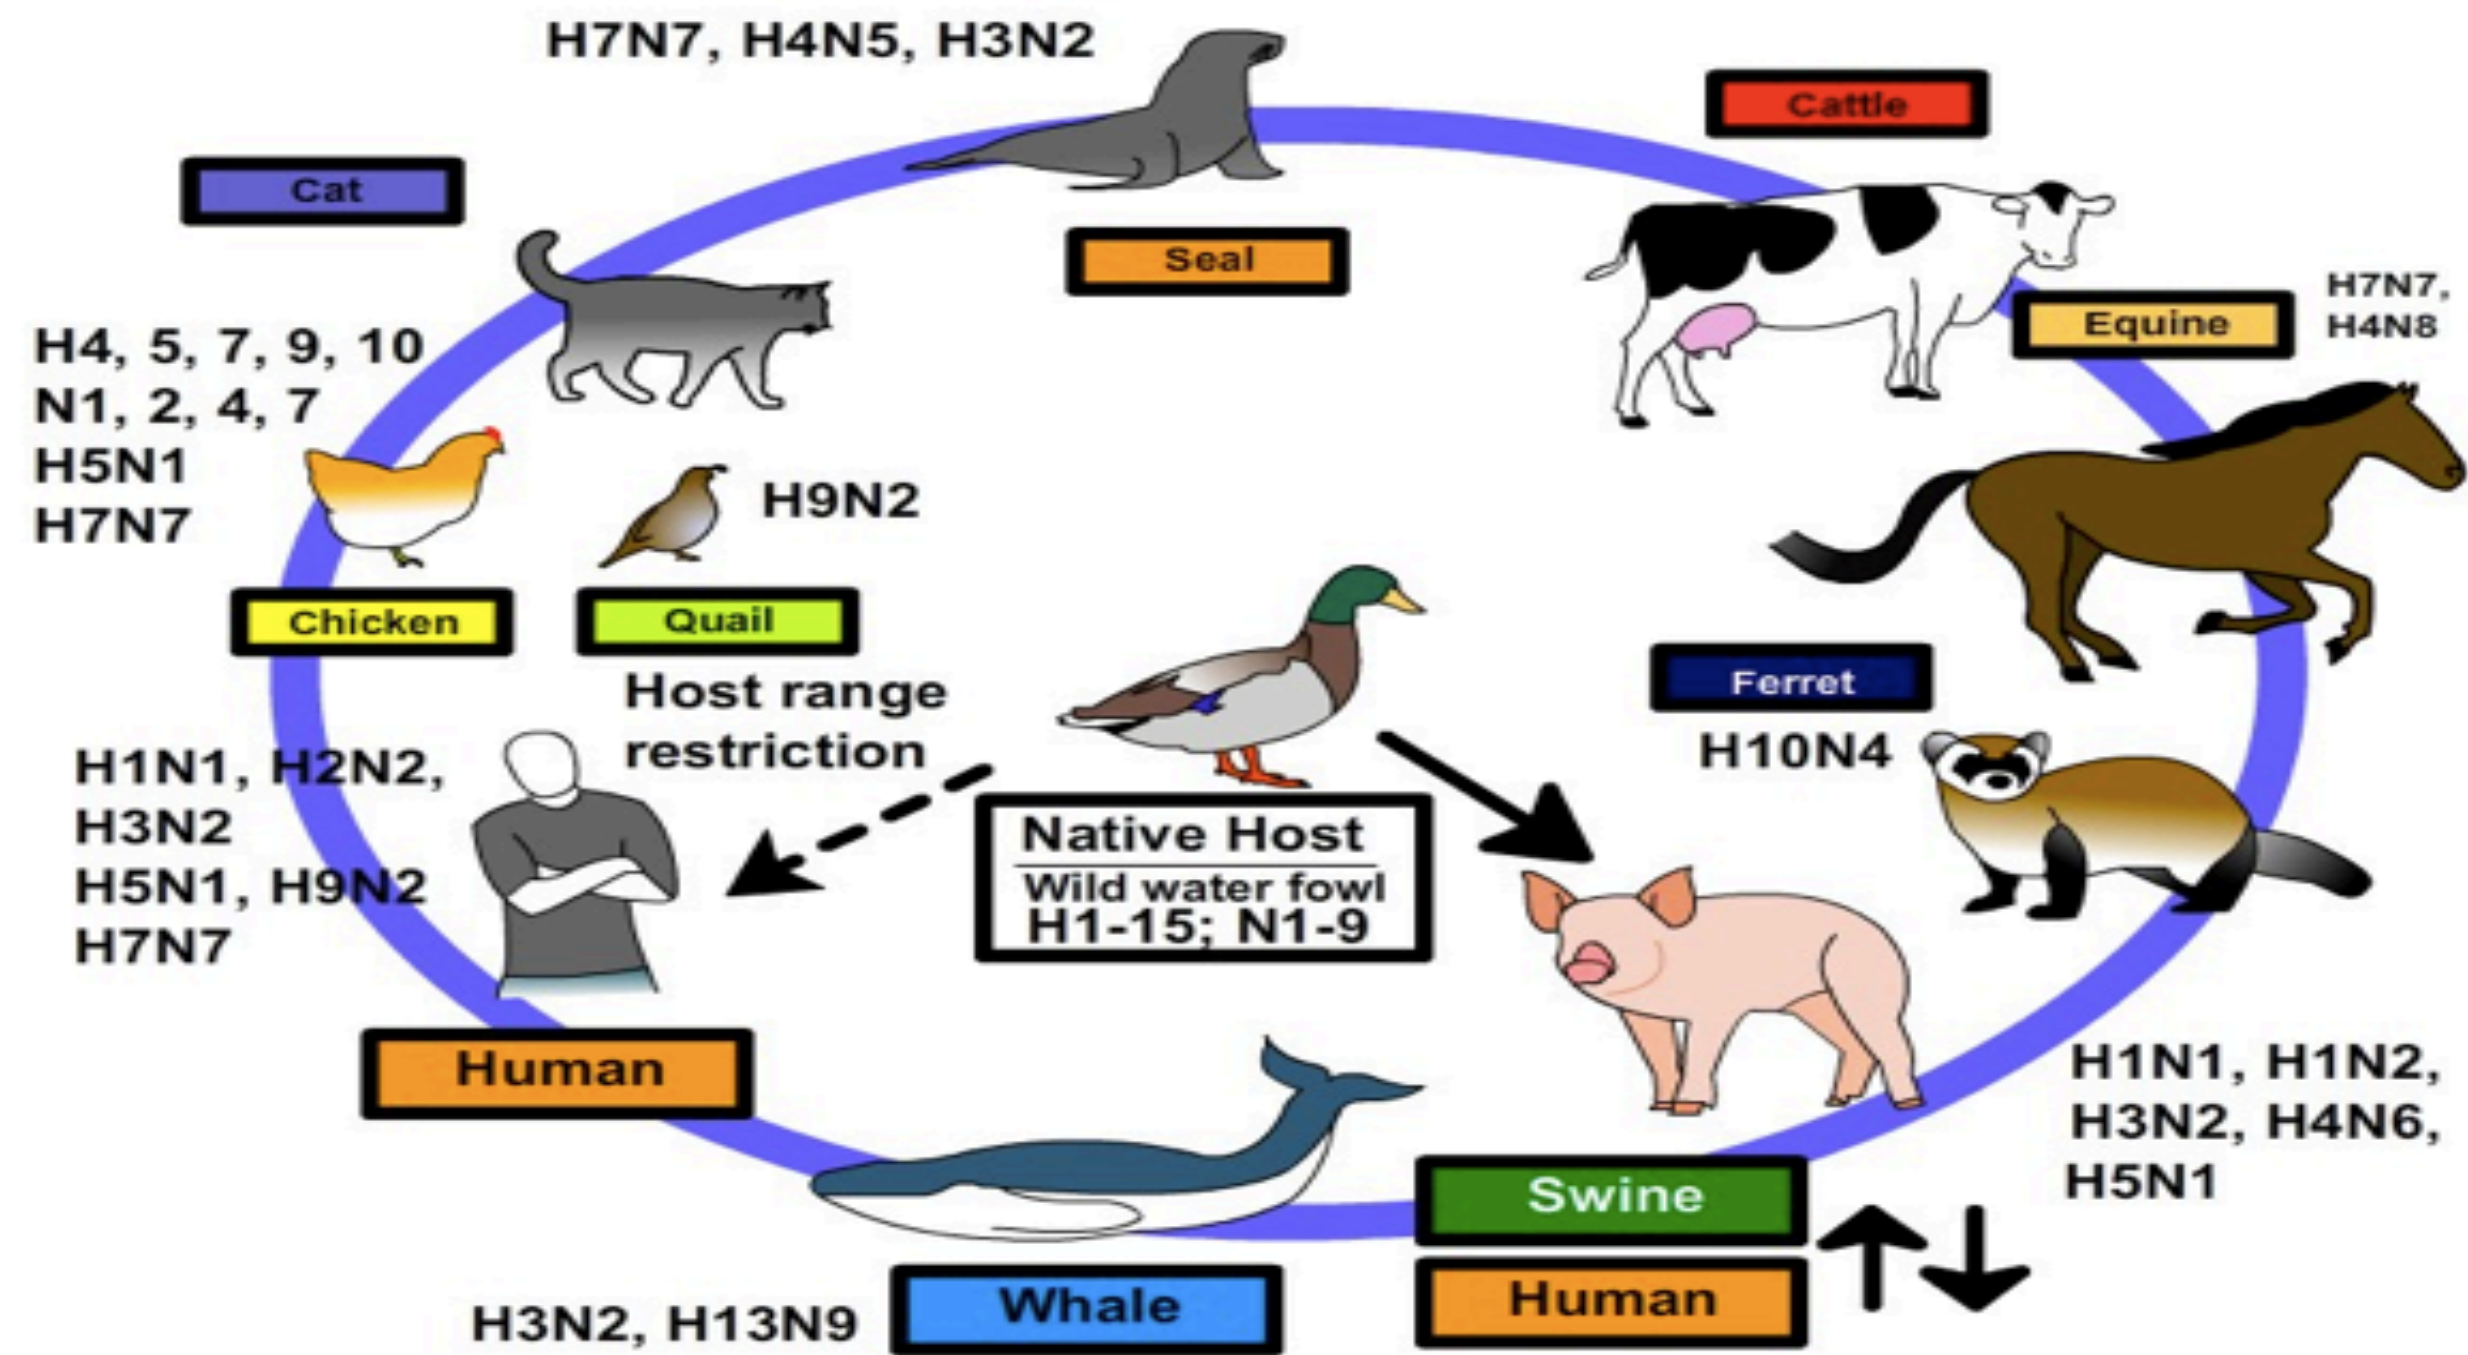 H7N7, H4N5, H3N2
Cattle
Cat
Seal
H7N7,
H4N8
Equine
H4, 5, 7, 9, 10
N1, 2, 4, 7
H5N1
H7N7
H9N2
Chicken
Quail
Host range
restriction
Ferret
H10N4
H1N1, H2N2,
H3N2
H5N1, H9N2
H7N7
Native Host
Wild water fowl
H1-15; N1-9
Human
H1N1, H1N2,
H3N2, H4N6,
H5N1
Swine
Human
Whale
H3N2, H13N9